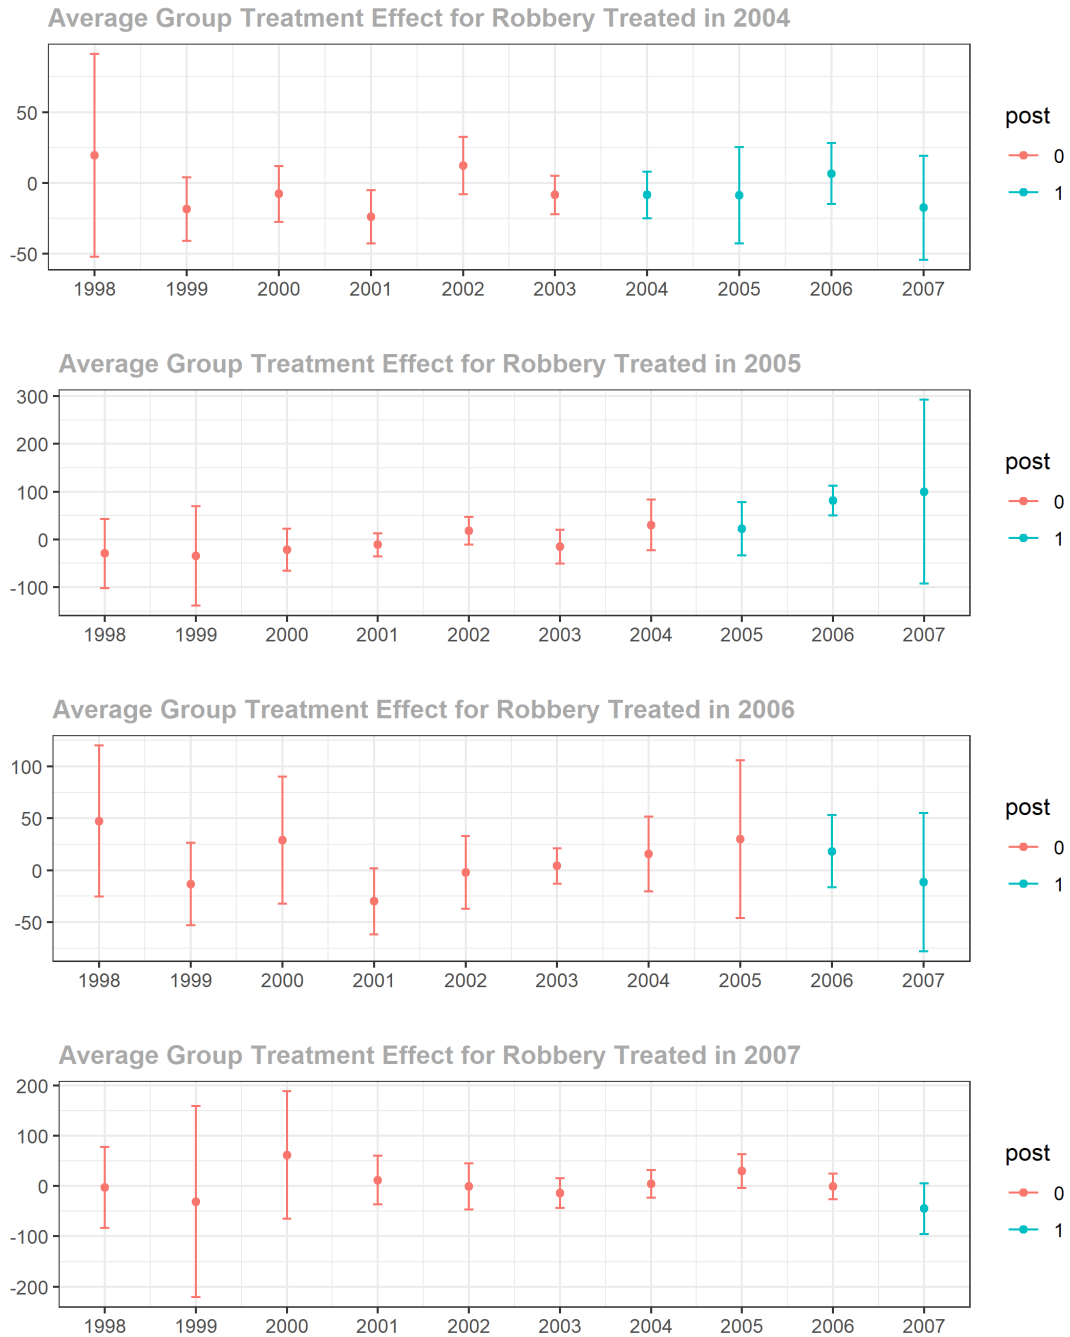 Average Group Treatment Effect for Robbery Treated in 2004
50
0
-50
1998 1999 2000 2001 2002 2003 2004 2005 2006 2007
post
0
1
Average Group Treatment Effect for Robbery Treated in 2005
300
200
100
0
-100
1998 1999 2000 2001 2002 2003 2004 2005 2006 2007
post
0
1
Average Group Treatment Effect for Robbery Treated in 2006
100
50
0
-50
1998 1999 2000 2001 2002 2003 2004 2005 2006 2007
post
0
1
Average Group Treatment Effect for Robbery Treated in 2007
200
100
0
-100
-200
1998 1999 2000 2001 2002 2003 2004 2005 2006 2007
post
0
1